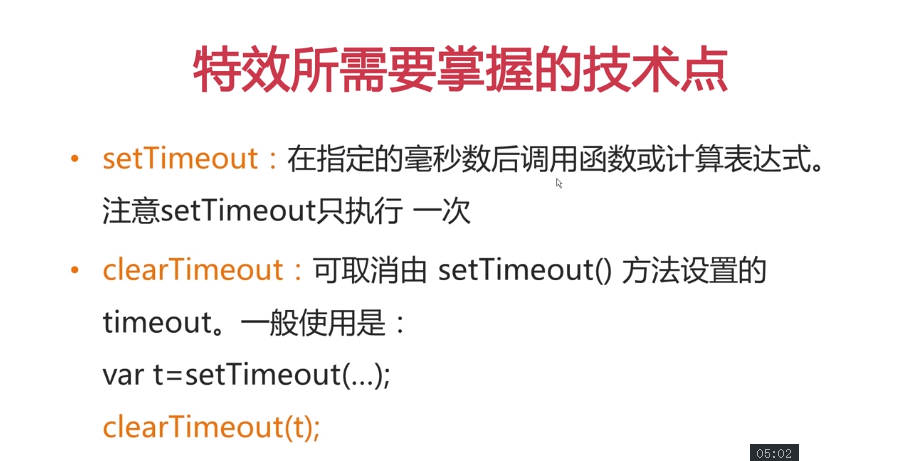 特效所需要掌握的技术点
• setTimeout：在指定的毫秒数后调用函数或计算表达式。
注意setTimeout只执行 一次
• clearTimeout：可取消由 setTimeout() 方法设置的
timeout。一般使用是：
var t=setTimeout(...);
clearTimeout(t);
05:02